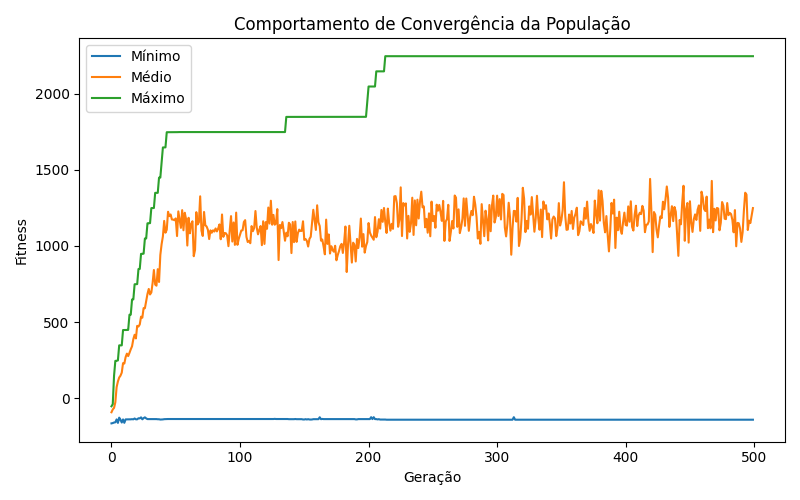 Comportamento de Convergência da População
Mínimo
Médio
Máximo
Fitness
2000
1500
1000
500
0
0 100 200 300 400 500
Geração